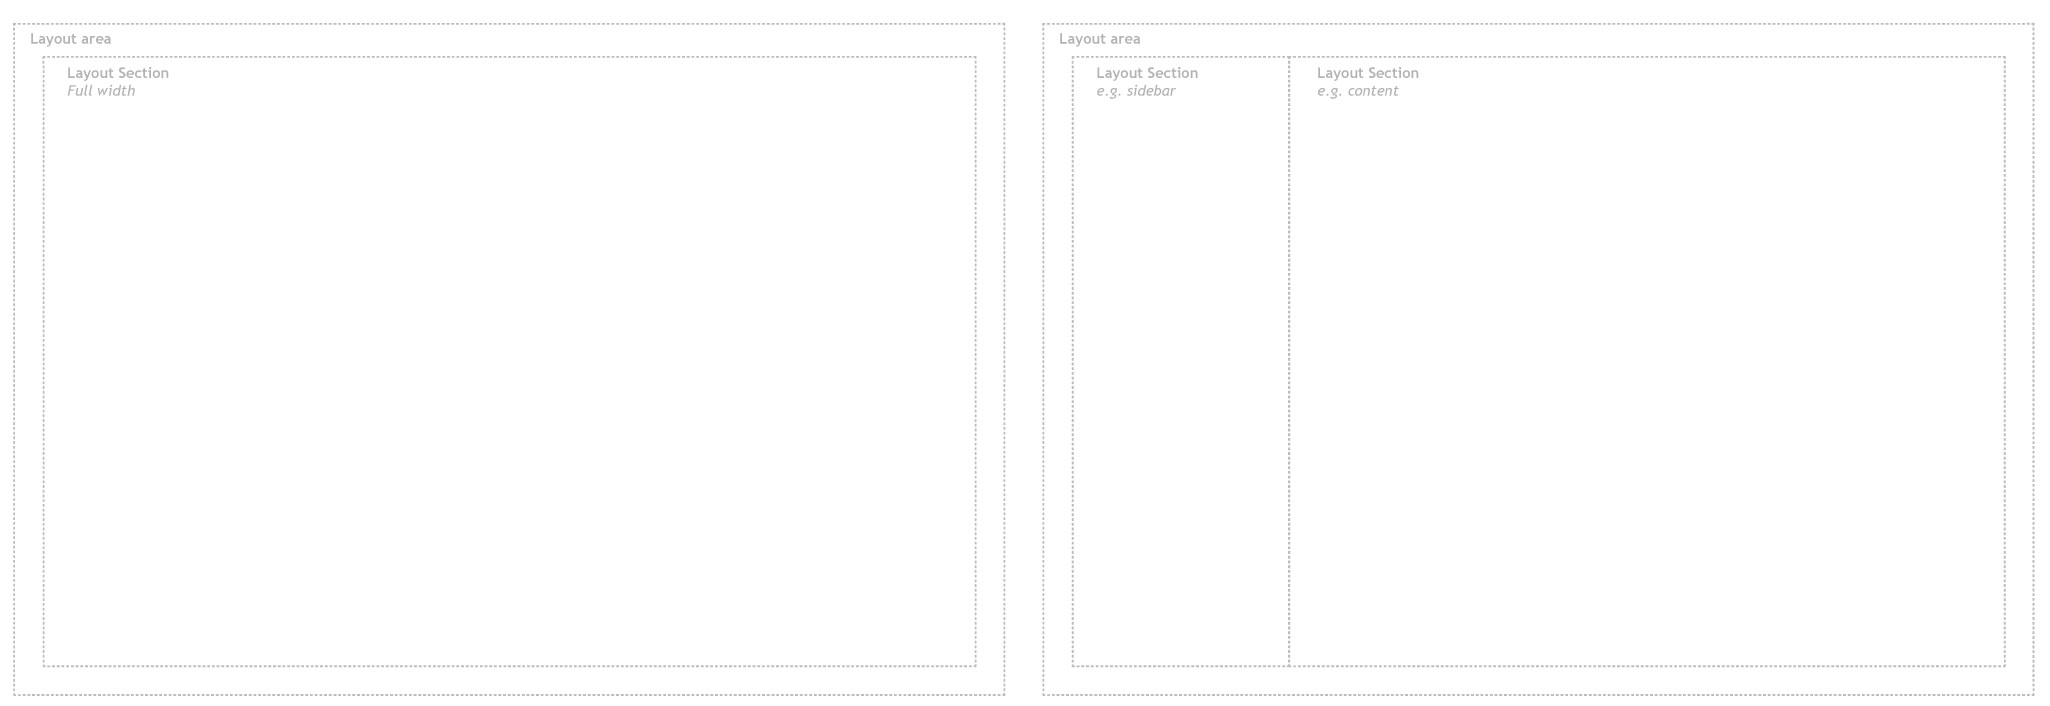 Layout area
Layout Section
Full width
Layout area
Layout Section
e.g. sidebar
Layout Section
e.g. content